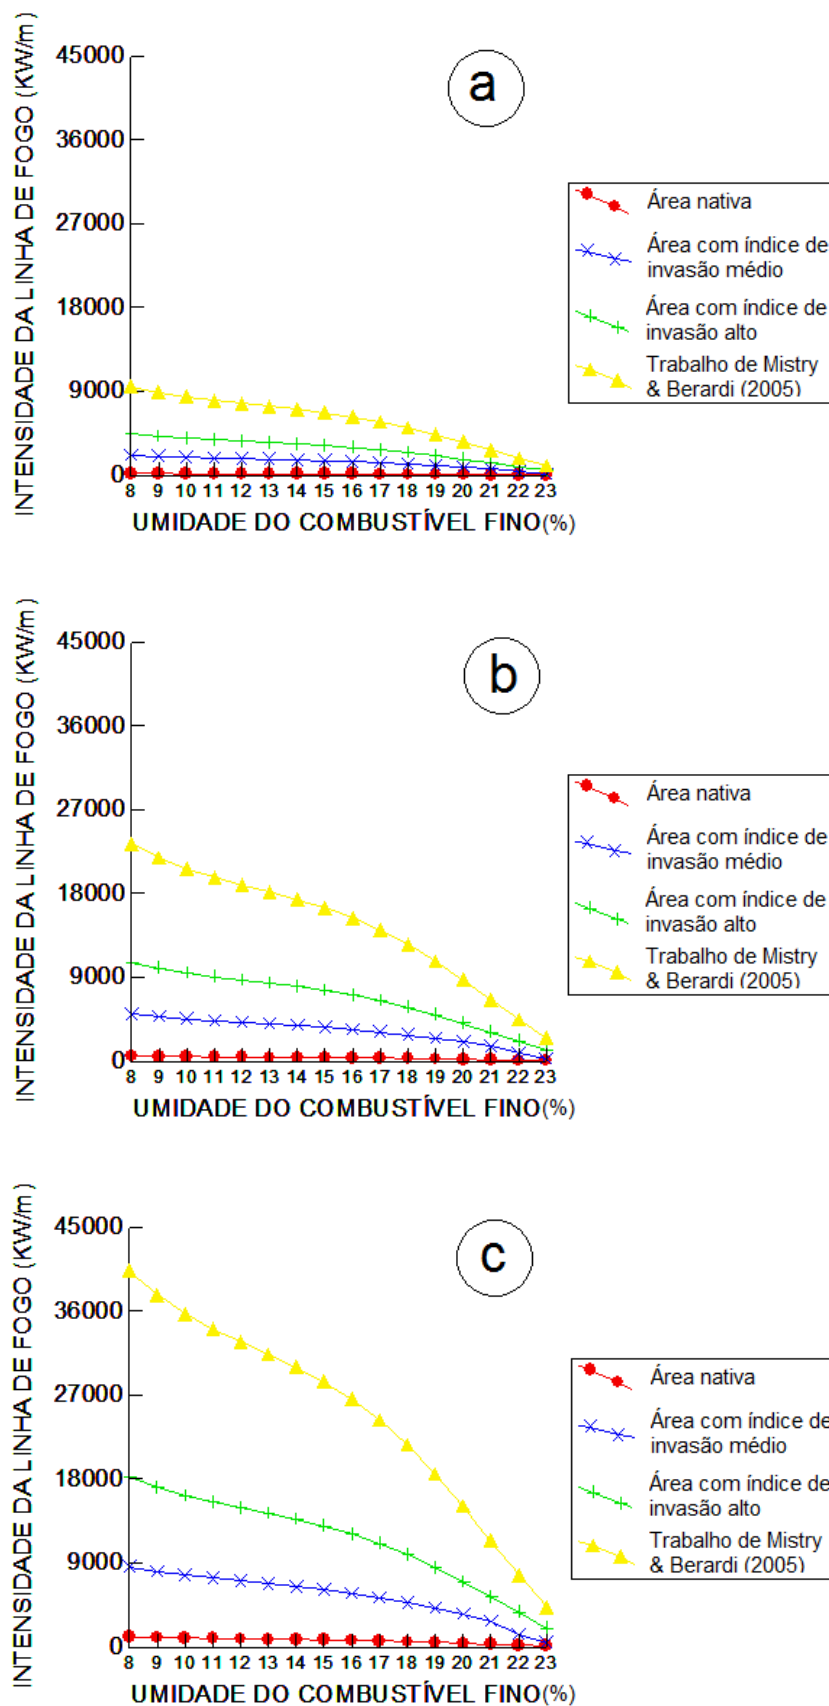 INTENSIDADE DA LINHA DE FOGO (KW/m)
45000
36000
27000
18000
9000
0
a
Área nativa
Área com índice de
invasão médio
Área com índice de
invasão alto
Trabalho de Mistry
& Berardi (2005)
8 9 10 11 12 13 14 15 16 17 18 19 20 21 22 23
UMIDADE DO COMBUSTÍVEL FINO(%)
INTENSIDADE DA LINHA DE FOGO (KW/m)
45000
36000
27000
18000
9000
0
b
Área nativa
Área com índice de
invasão médio
Área com índice de
invasão alto
Trabalho de Mistry
& Berardi (2005)
8 9 10 11 12 13 14 15 16 17 18 19 20 21 22 23
UMIDADE DO COMBUSTÍVEL FINO(%)
INTENSIDADE DA LINHA DE FOGO (KW/m)
45000
36000
27000
18000
9000
0
c
Área nativa
Área com índice de
invasão médio
Área com índice de
invasão alto
Trabalho de Mistry
& Berardi (2005)
8 9 10 11 12 13 14 15 16 17 18 19 20 21 22 23
UMIDADE DO COMBUSTÍVEL FINO(%)